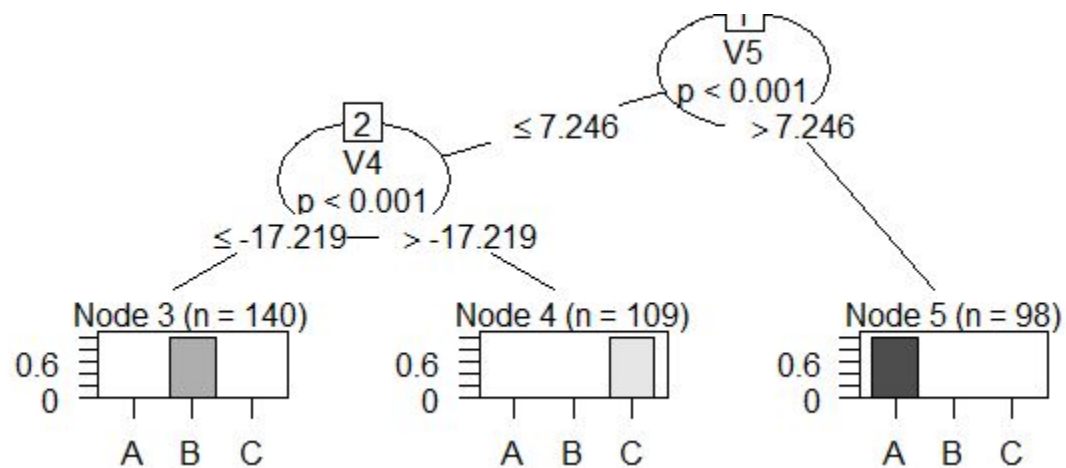 V5
p < 0.001
≤ 7.246
> 7.246
2
V4
p < 0.001
≤ -17.219
> -17.219
Node 3 (n = 140)
Node 4 (n = 109)
Node 5 (n = 98)
0.6
0
A B C
0.6
0
A B C
0.6
0
A B C